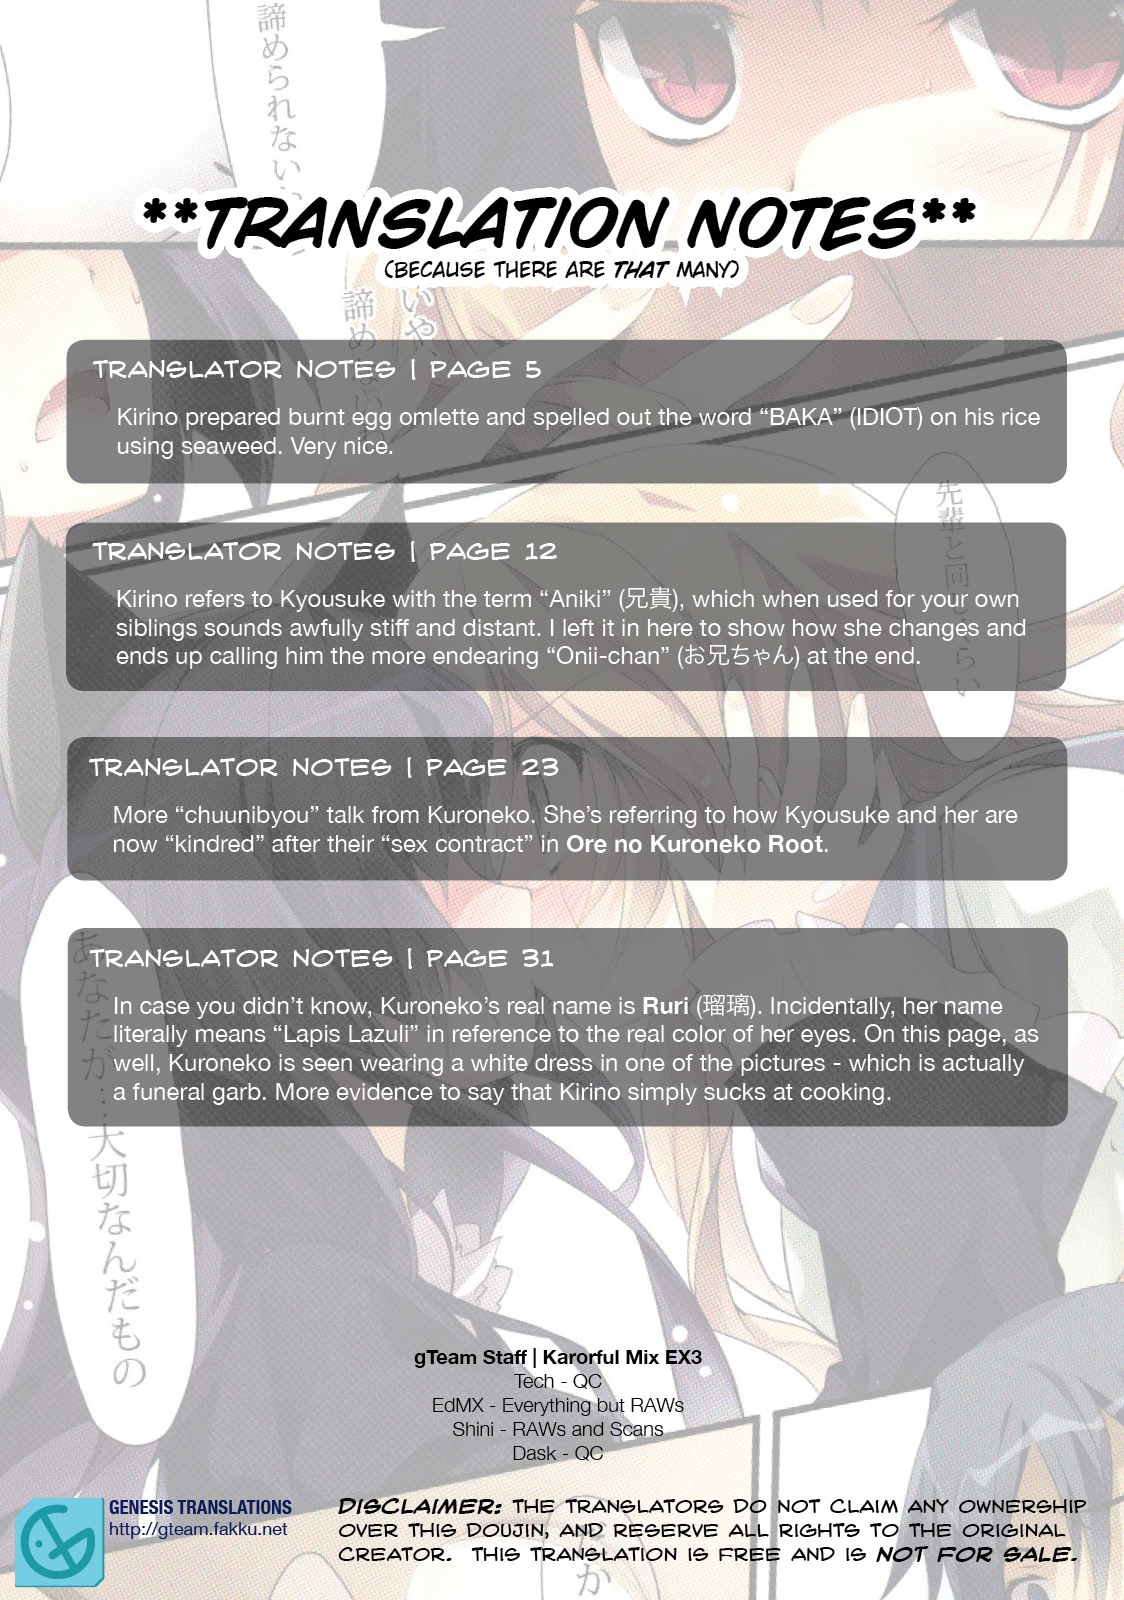 諦められない
いや、
諦めない
**TRANSLATION NOTES**
(BECAUSE THERE ARE THAT MANY)
TRANSLATOR NOTES | PAGE 5
Kirino prepared burnt egg omlette and spelled out the word “BAKA” (IDIOT) on his rice
using seaweed. Very nice.
TRANSLATOR NOTES | PAGE 12
Kirino refers to Kyousuke with the term “Aniki” (兄貴), which when used for your own
siblings sounds awfully stiff and distant. I left it in here to show how she changes and
ends up calling him the more endearing “Onii-chan” (お兄ちゃん) at the end.
先輩と同じくらい
TRANSLATOR NOTES | PAGE 23
More “chuunibyou” talk from Kuroneko. She’s referring to how Kyousuke and her are
now “kindred” after their “sex contract” in Ore no Kuroneko Root.
TRANSLATOR NOTES | PAGE 31
In case you didn’t know, Kuroneko’s real name is Ruri (瑠璃). Incidentally, her name
literally means “Lapis Lazuli” in reference to the real color of her eyes. On this page, as
well, Kuroneko is seen wearing a white dress in one of the pictures - which is actually
a funeral garb. More evidence to say that Kirino simply sucks at cooking.
あなたが…大切なんだもの
gTeam Staff | Karorful Mix EX3
Tech - QC
EdMX - Everything but RAWs
Shini - RAWs and Scans
Dask - QC
GENESIS TRANSLATIONS
http://gteam.fakku.net
DISCLAIMER: THE TRANSLATORS DO NOT CLAIM ANY OWNERSHIP
OVER THIS DOUJIN, AND RESERVE ALL RIGHTS TO THE ORIGINAL
CREATOR. THIS TRANSLATION IS FREE AND IS NOT FOR SALE.